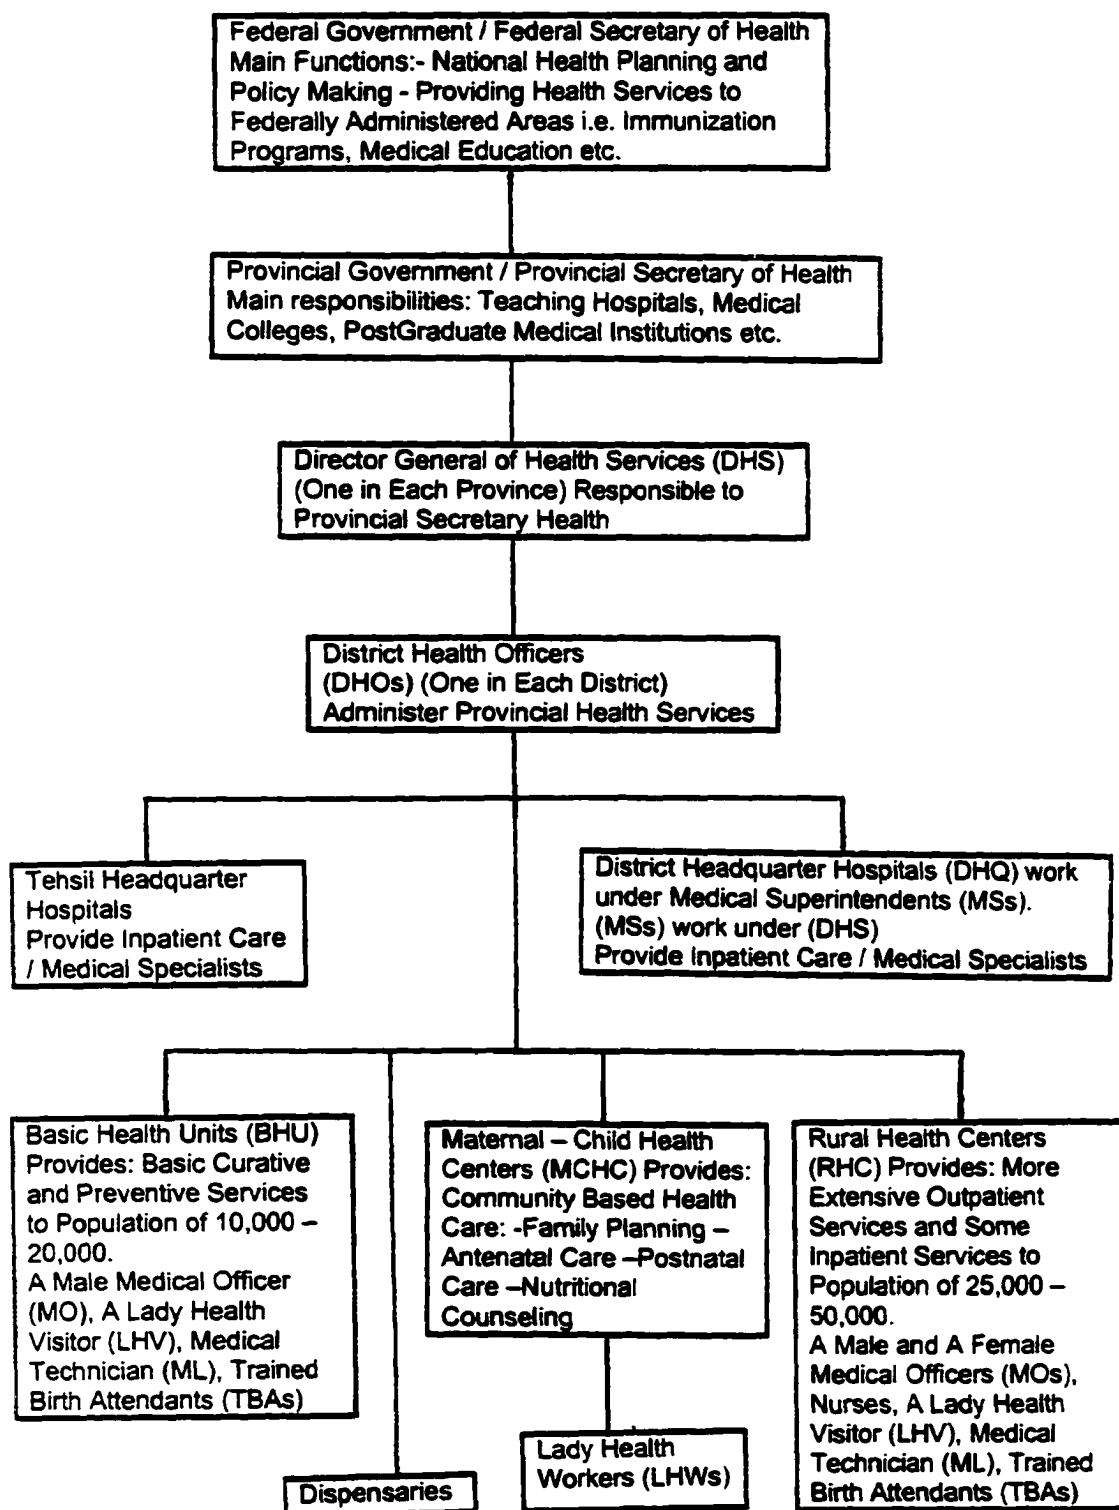 Federal Government / Federal Secretary of Health
Main Functions:- National Health Planning and
Policy Making - Providing Health Services to
Federally Administered Areas i.e. Immunization
Programs, Medical Education etc.
Provincial Government / Provincial Secretary of Health
Main responsibilities: Teaching Hospitals, Medical
Colleges, PostGraduate Medical Institutions etc.
Director General of Health Services (DHS)
(One in Each Province) Responsible to
Provincial Secretary Health
District Health Officers
(DHOs) (One in Each District)
Administer Provincial Health Services
Tehsil Headquarter
Hospitals
Provide Inpatient Care
/ Medical Specialists
District Headquarter Hospitals (DHQ) work
under Medical Superintendents (MSs).
(MSs) work under (DHS)
Provide Inpatient Care / Medical Specialists
Basic Health Units (BHU)
Provides: Basic Curative
and Preventive Services
to Population of 10,000 –
20,000.
A Male Medical Officer
(MO), A Lady Health
Visitor (LHV), Medical
Technician (ML), Trained
Birth Attendants (TBAs)
Dispensaries
Maternal – Child Health
Centers (MCHC) Provides:
Community Based Health
Care: -Family Planning –
Antenatal Care –Postnatal
Care –Nutritional
Counseling
Lady Health
Workers (LHWs)
Rural Health Centers
(RHC) Provides: More
Extensive Outpatient
Services and Some
Inpatient Services to
Population of 25,000 –
50,000.
A Male and A Female
Medical Officers (MOs),
Nurses, A Lady Health
Visitor (LHV), Medical
Technician (ML), Trained
Birth Attendants (TBAs)